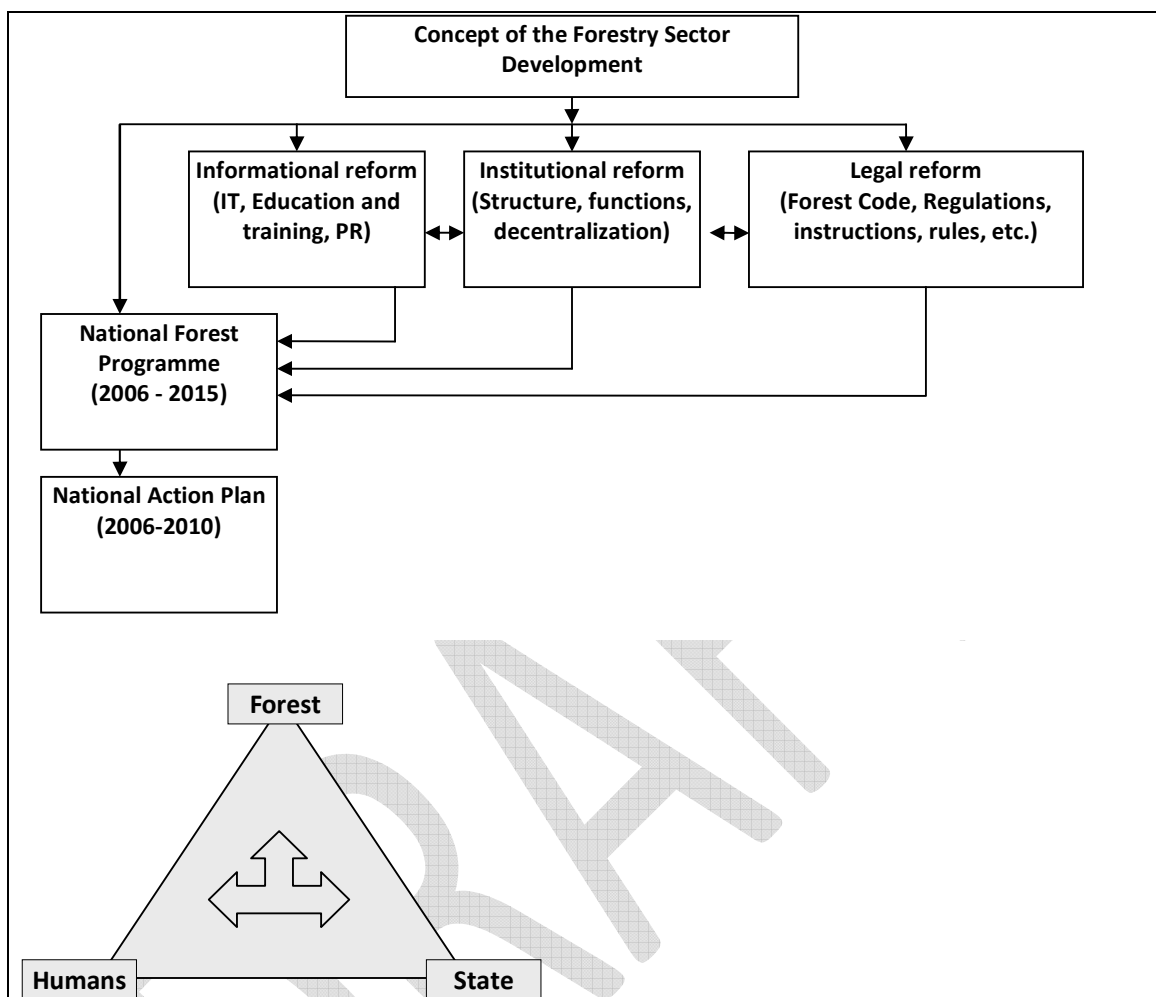 Concept of the Forestry Sector
Development
Informational reform
(IT, Education and
training, PR)
Institutional reform
(Structure, functions,
decentralization)
Legal reform
(Forest Code, Regulations,
instructions, rules, etc.)
National Forest
Programme
(2006 - 2015)
National Action Plan
(2006-2010)
Forest
Humans
State